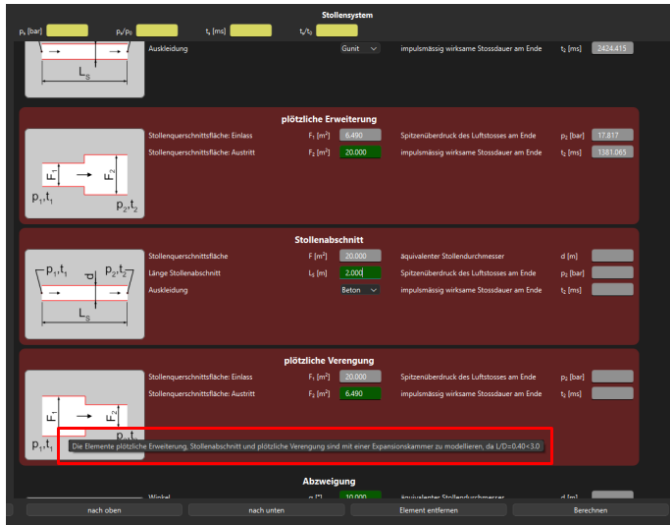 Stollensystem
pₛ [bar] pₛ/p₀ tₛ [ms] tₛ/t₀
Auskleidung Gunit impulsmässig wirksame Stossdauer am Ende t₂ [ms] 2424.415
Lₛ
plötzliche Erweiterung
Stollenquerschnittsfläche: Einlass F₁ [m²] 6.490 Spitzenüberdruck des Luftstosses am Ende p₂ [bar] 17.817
Stollenquerschnittsfläche: Austritt F₂ [m²] 20.000 impulsmässig wirksame Stossdauer am Ende t₂ [ms] 1381.065
F₁ F₂
p₁,t₁ p₂,t₂
Stollenabschnitt
Stollenquerschnittsfläche F [m²] 20.000 äquivalenter Stollendurchmesser d [m]
p₁,t₁ d p₂,t₂ Länge Stollenabschnitt Lₛ [m] 2.000 Spitzenüberdruck des Luftstosses am Ende p₂ [bar]
Auskleidung Beton impulsmässig wirksame Stossdauer am Ende t₂ [ms]
Lₛ
plötzliche Verengung
Stollenquerschnittsfläche: Einlass F₁ [m²] 20.000 Spitzenüberdruck des Luftstosses am Ende p₂ [bar]
Stollenquerschnittsfläche: Austritt F₂ [m²] 6.490 impulsmässig wirksame Stossdauer am Ende t₂ [ms]
F₁ F₂
p₁,t₁ p₂,t₂
Die Elemente plötzliche Erweiterung, Stollenabschnitt und plötzliche Verengung sind mit einer Expansionskammer zu modellieren, da L/D=0.40<3.0
Abzweigung
Winkel α [°] 10.000 äquivalenter Stollendurchmesser d [m]
nach oben nach unten Element entfernen Berechnen